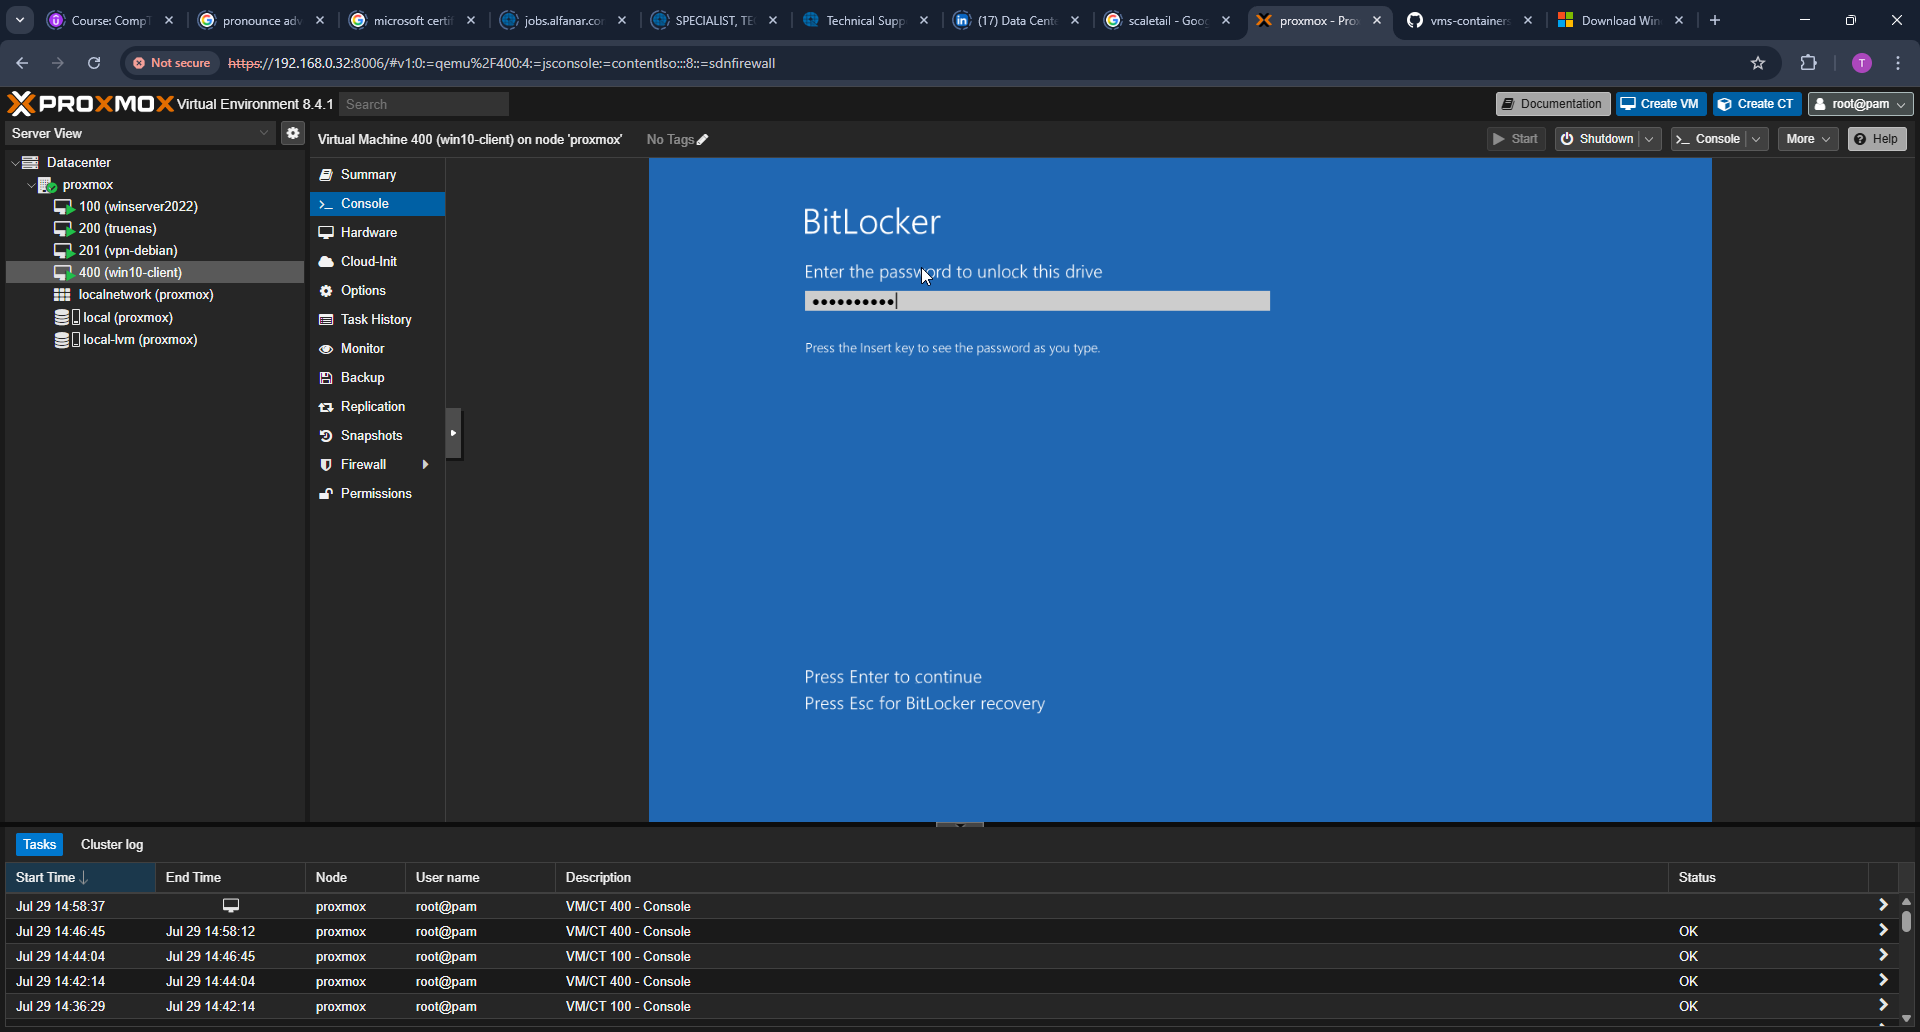 Course: Comp
pronounce adv
microsoft certif
jobs.alfanar.co
SPECIALIST, TE
Technical Supp
(17) Data Cent
scaletail - Goo
proxmox - Pro
vms-containers
Download Win
Not secure
https://192.168.0.32:8006/#v1:0:=qemu%2F400:4:=jsconsole:=contentIso:::8::=sdnfirewall
T
PROXMOX Virtual Environment 8.4.1
Search
Documentation
Create VM
Create CT
root@pam
Server View
Virtual Machine 400 (win10-client) on node 'proxmox'
No Tags
Start
Shutdown
Console
More
Help
Datacenter
proxmox
100 (winserver2022)
200 (truenas)
201 (vpn-debian)
400 (win10-client)
localnetwork (proxmox)
local (proxmox)
local-lvm (proxmox)
Summary
Console
Hardware
Cloud-Init
Options
Task History
Monitor
Backup
Replication
Snapshots
Firewall
Permissions
BitLocker
Enter the password to unlock this drive
••••••••••
Press the Insert key to see the password as you type.
Press Enter to continue
Press Esc for BitLocker recovery
Tasks
Cluster log
Start Time End Time Node User name Description Status
Jul 29 14:58:37 proxmox root@pam VM/CT 400 - Console
Jul 29 14:46:45 Jul 29 14:58:12 proxmox root@pam VM/CT 400 - Console OK
Jul 29 14:44:04 Jul 29 14:46:45 proxmox root@pam VM/CT 100 - Console OK
Jul 29 14:42:14 Jul 29 14:44:04 proxmox root@pam VM/CT 400 - Console OK
Jul 29 14:36:29 Jul 29 14:42:14 proxmox root@pam VM/CT 100 - Console OK